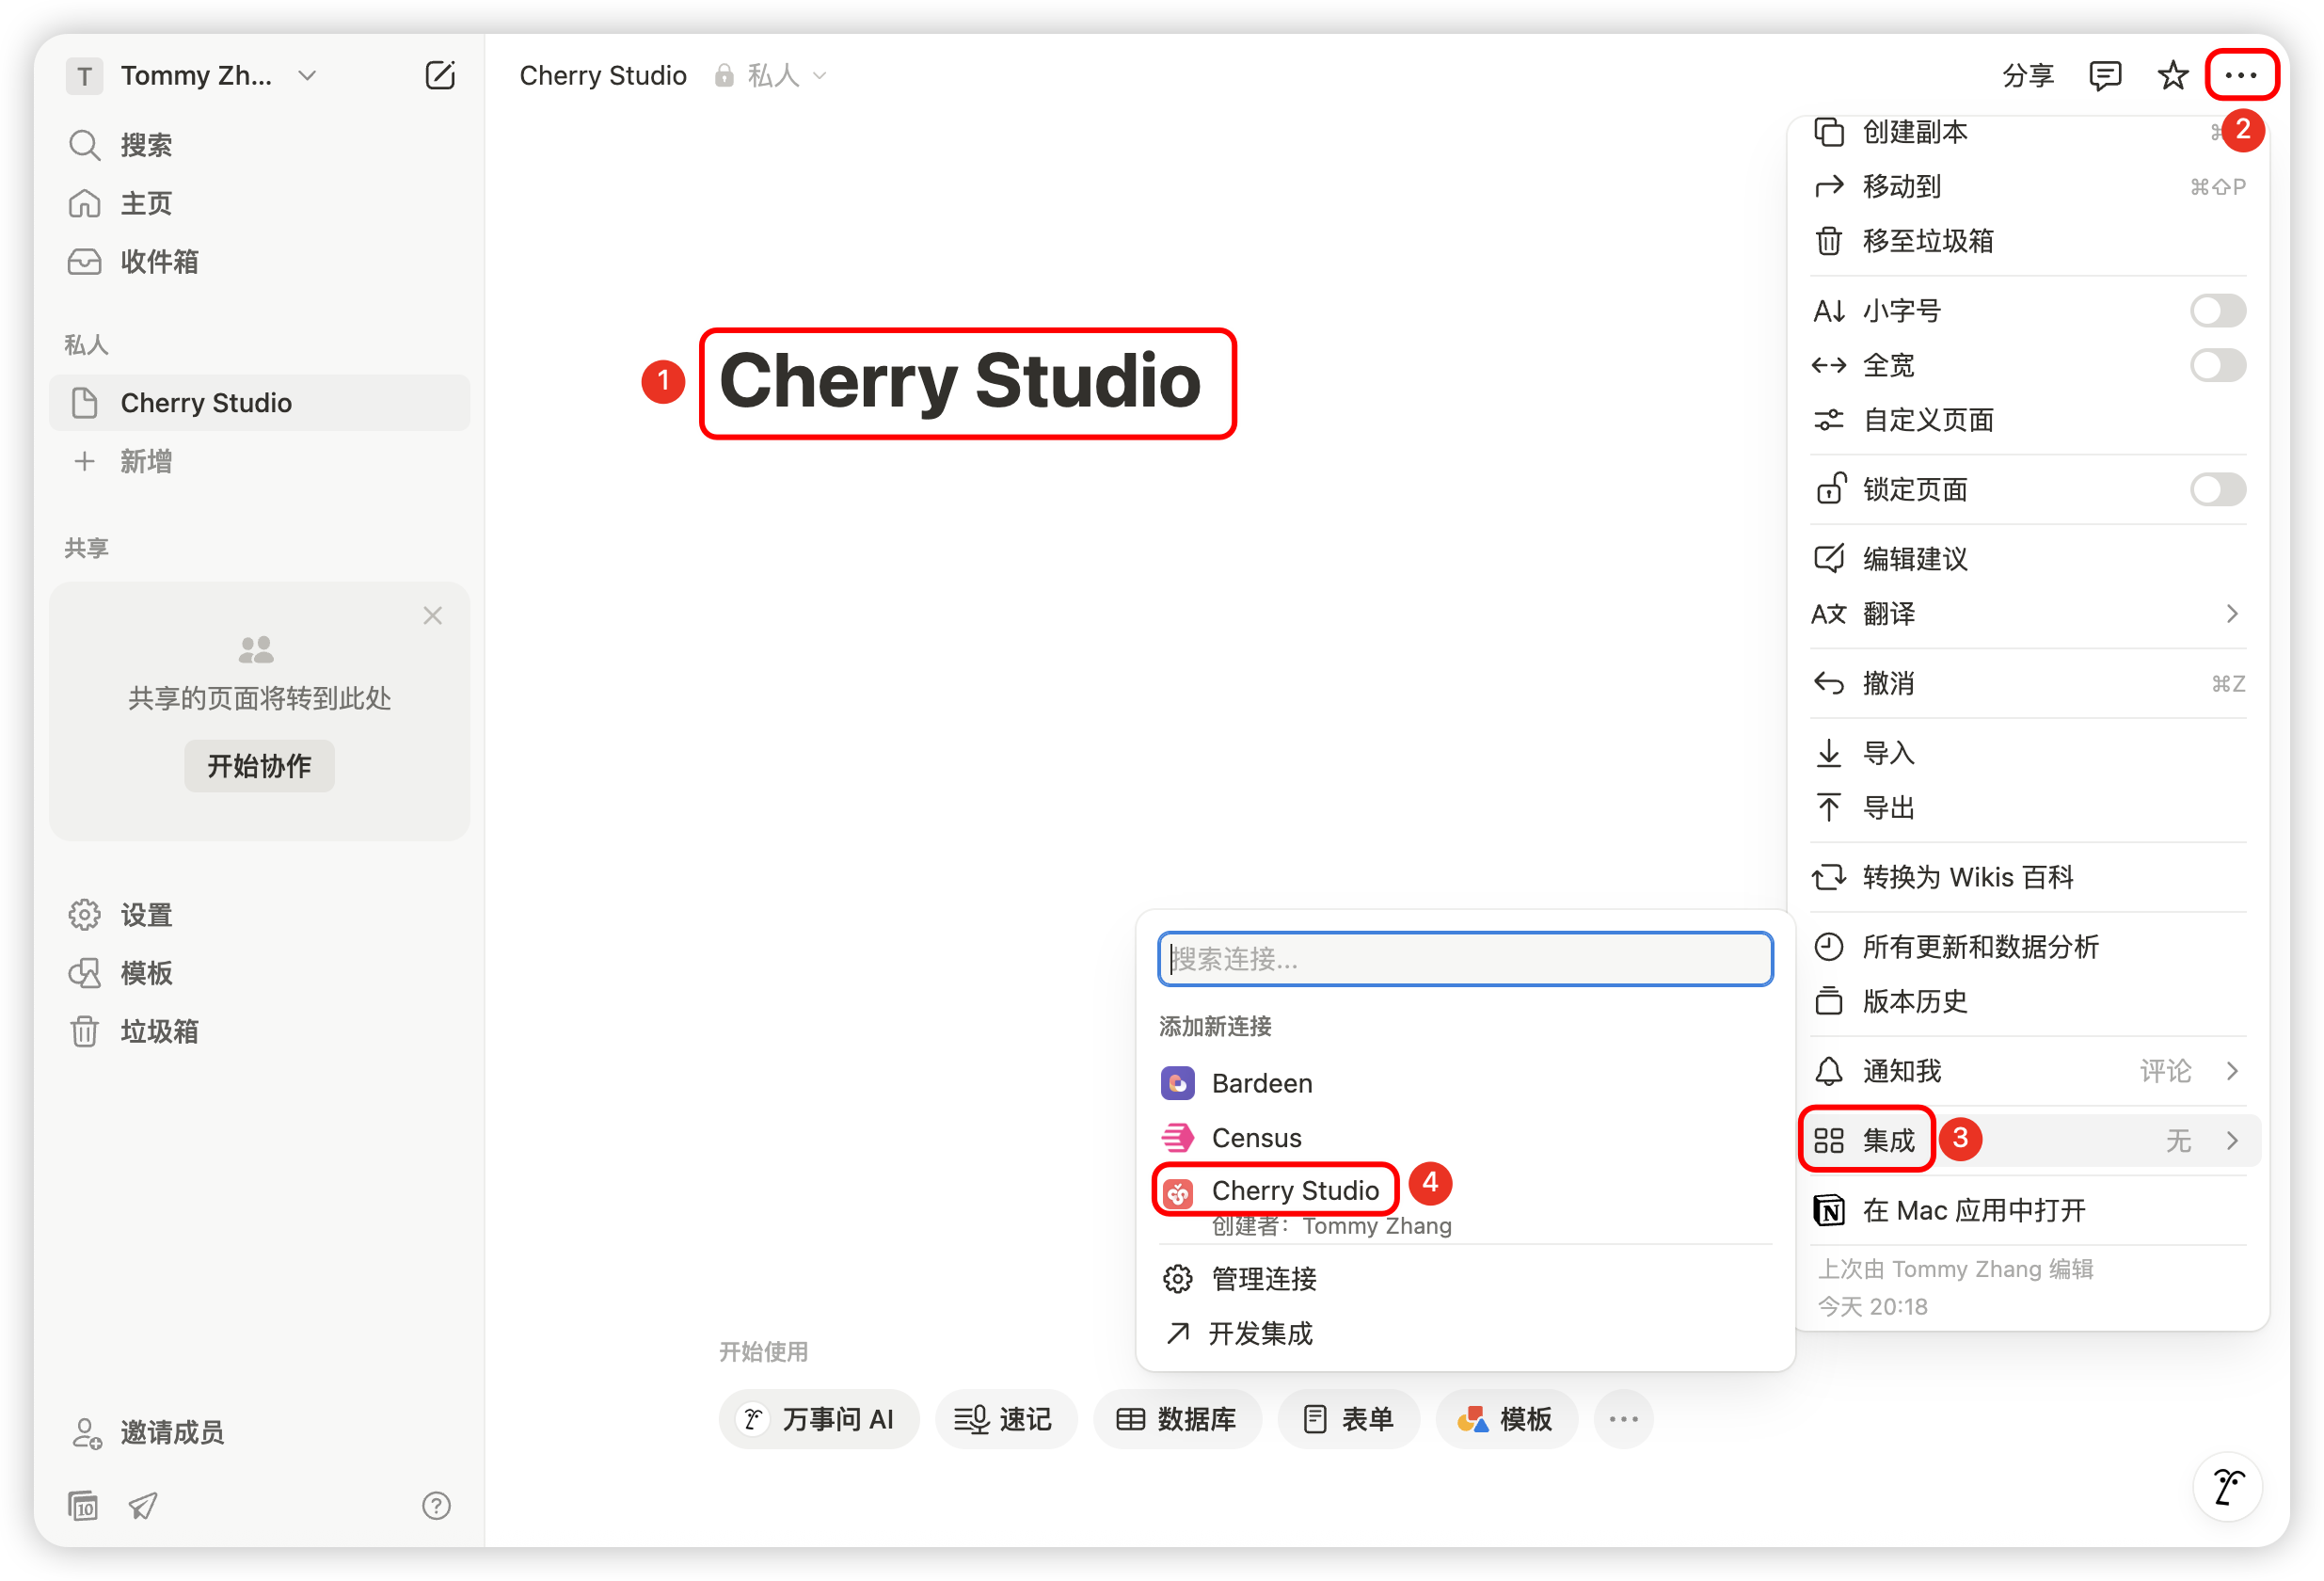 T Tommy Zh...
搜索
主页
收件箱
私人
Cherry Studio
新增
共享
共享的页面将转到此处
开始协作
设置
模板
垃圾箱
邀请成员
10
Cherry Studio 私人
分享
1 Cherry Studio
开始使用
万事问 AI
速记
数据库
表单
模板
2
创建副本
移动到 ⌘⇧P
移至垃圾箱
小字号
全宽
自定义页面
锁定页面
编辑建议
翻译
撤消 ⌘Z
导入
导出
转换为 Wikis 百科
所有更新和数据分析
版本历史
通知我 评论
集成 3 无
在 Mac 应用中打开
上次由 Tommy Zhang 编辑
今天 20:18
搜索连接...
添加新连接
Bardeen
Census
Cherry Studio 4
创建者：Tommy Zhang
管理连接
开发集成